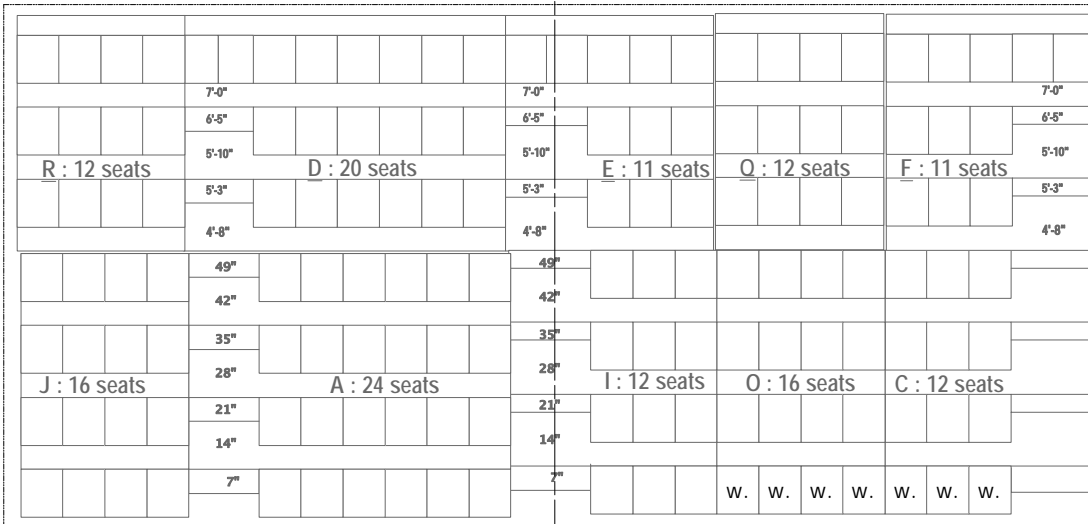 7'-0" 7'-0" 7'-0"
6'-5" 6'-5" 6'-5"
5'-10" 5'-10" 5'-10"
R : 12 seats D : 20 seats E : 11 seats Q : 12 seats F : 11 seats
5'-3" 5'-3" 5'-3"
4'-8" 4'-8" 4'-8"
49" 49"
42" 42"
35" 35"
28" 28"
J : 16 seats A : 24 seats I : 12 seats O : 16 seats C : 12 seats
21" 21"
14" 14"
7" 7"
w. w. w. w. w. w. w.